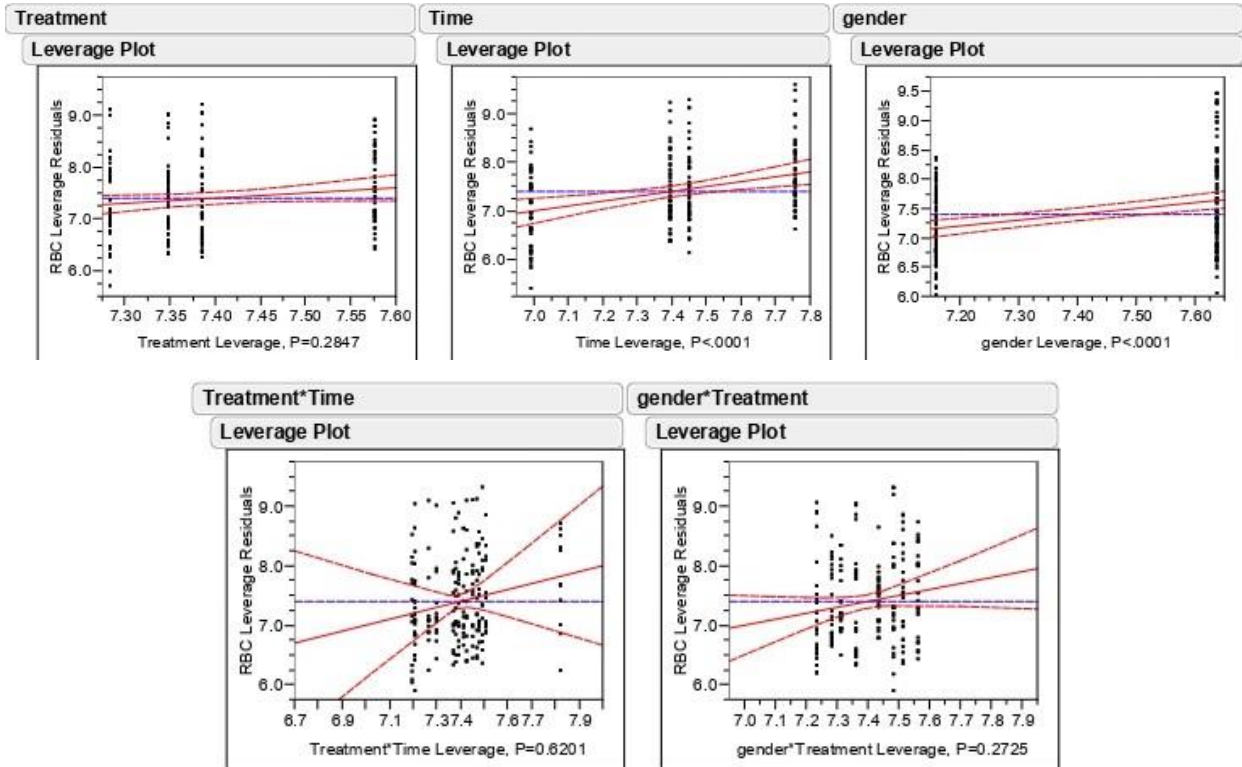 Treatment
Time
gender
Leverage Plot
Leverage Plot
Leverage Plot
RBC Leverage Residuals
9.0
8.0
7.0
6.0
7.30 7.35 7.40 7.45 7.50 7.55 7.60
Treatment Leverage, P=0.2847
RBC Leverage Residuals
9.0
8.0
7.0
6.0
7.0 7.1 7.2 7.3 7.4 7.5 7.6 7.7 7.8
Time Leverage, P<.0001
RBC Leverage Residuals
9.5
9.0
8.5
8.0
7.5
7.0
6.5
6.0
7.20 7.30 7.40 7.50 7.60
gender Leverage, P<.0001
Treatment*Time
gender*Treatment
Leverage Plot
Leverage Plot
RBC Leverage Residuals
9.0
8.0
7.0
6.0
6.7 6.9 7.1 7.37.4 7.67.7 7.9
Treatment*Time Leverage, P=0.6201
RBC Leverage Residuals
9.0
8.0
7.0
6.0
7.0 7.1 7.2 7.3 7.4 7.5 7.6 7.7 7.8 7.9
gender*Treatment Leverage, P=0.2725